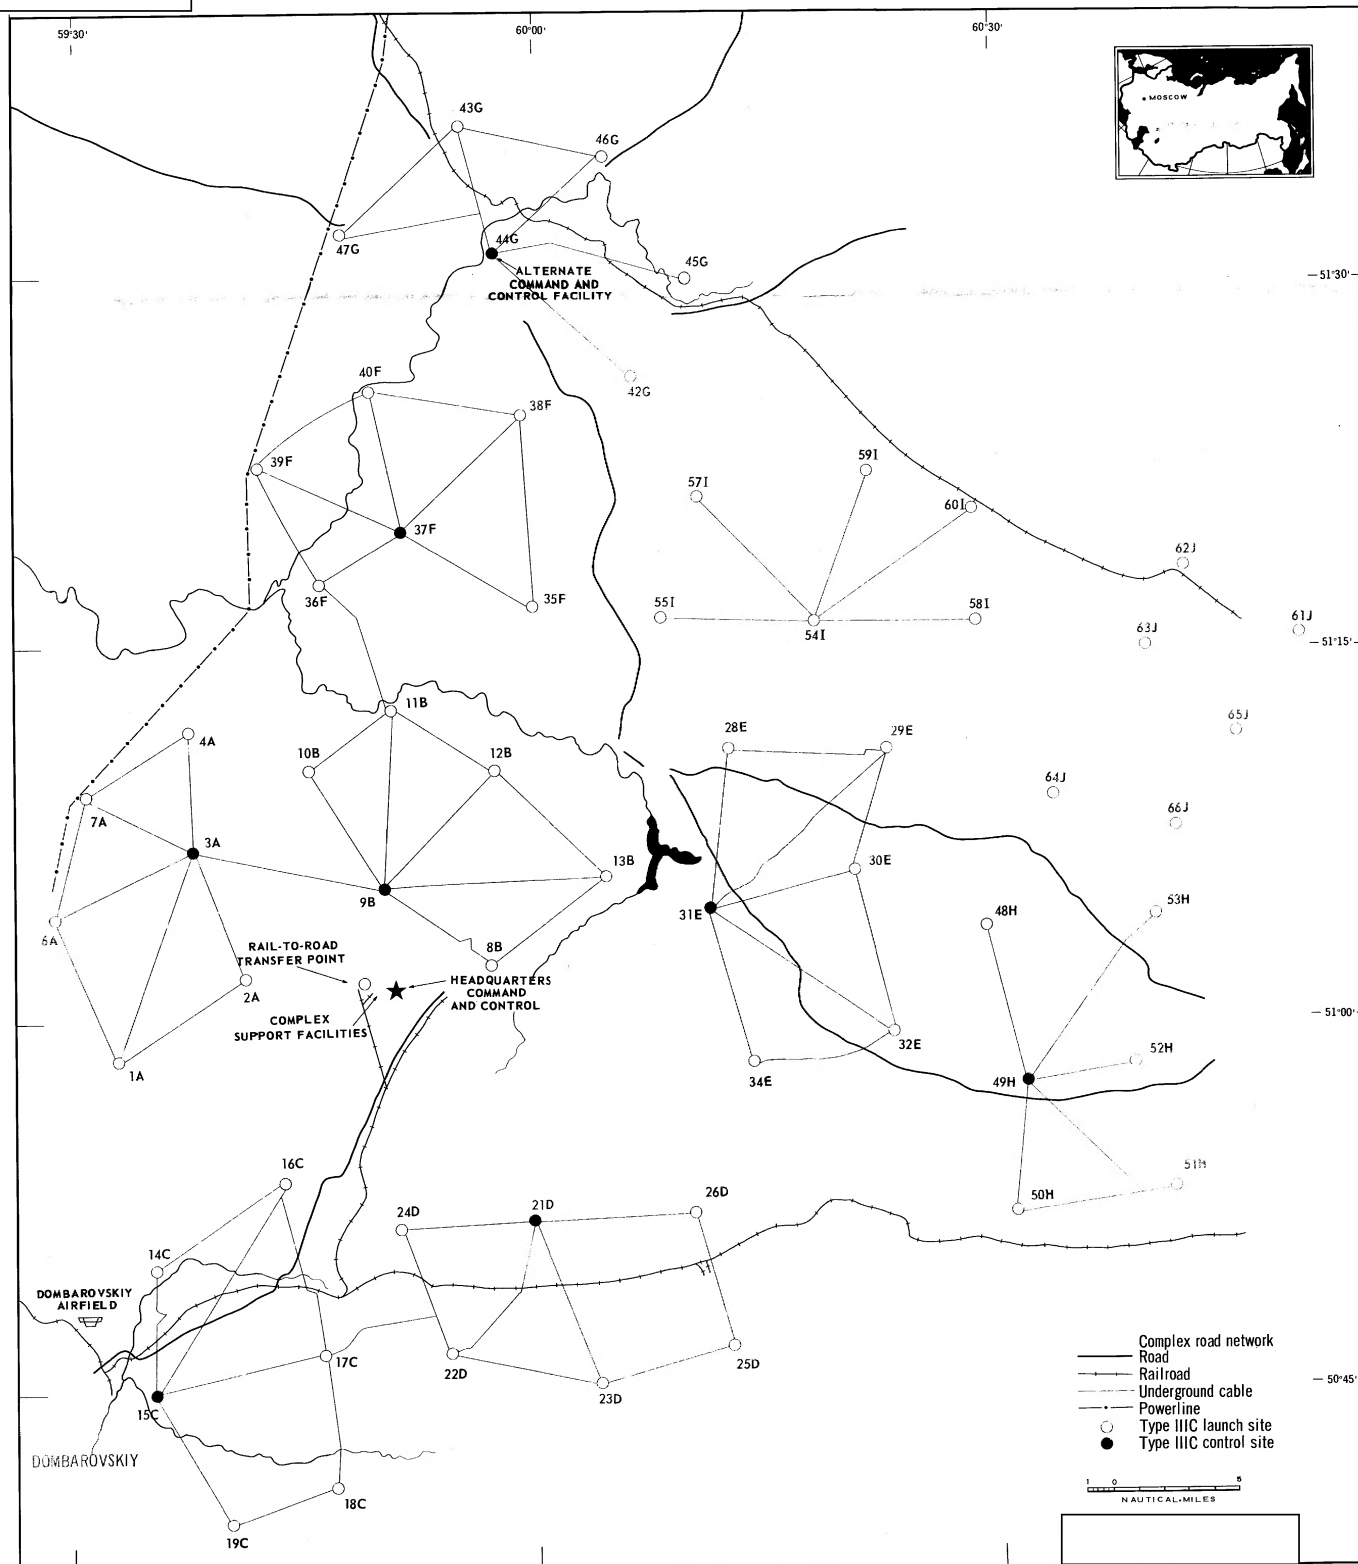 59°30'
60°00'
60°30'
MOSCOW
43G
46G
47G
44G
45G
ALTERNATE
COMMAND AND
CONTROL FACILITY
51°30'
40F
42G
38F
39F
59I
57I
60I
37F
62J
36F
35F
55I
54I
58I
61J
63J
51°15'
11B
28E
29E
65J
4A
10B
12B
64J
7A
66J
3A
13B
30E
9B
31E
48H
53H
6A
8B
RAIL-TO-ROAD
TRANSFER POINT
HEADQUARTERS
COMMAND
AND CONTROL
2A
COMPLEX
SUPPORT FACILITIES
51°00'
32E
52H
1A
34E
49H
16C
51H
50H
24D
21D
26D
14C
DOMBAROVSKIY
AIRFIELD
17C
22D
25D
23D
50°45'
15C
DOMBAROVSKIY
18C
19C
Complex road network
Road
Railroad
Underground cable
Powerline
Type IIIC launch site
Type IIIC control site
1 0 5
NAUTICAL MILES